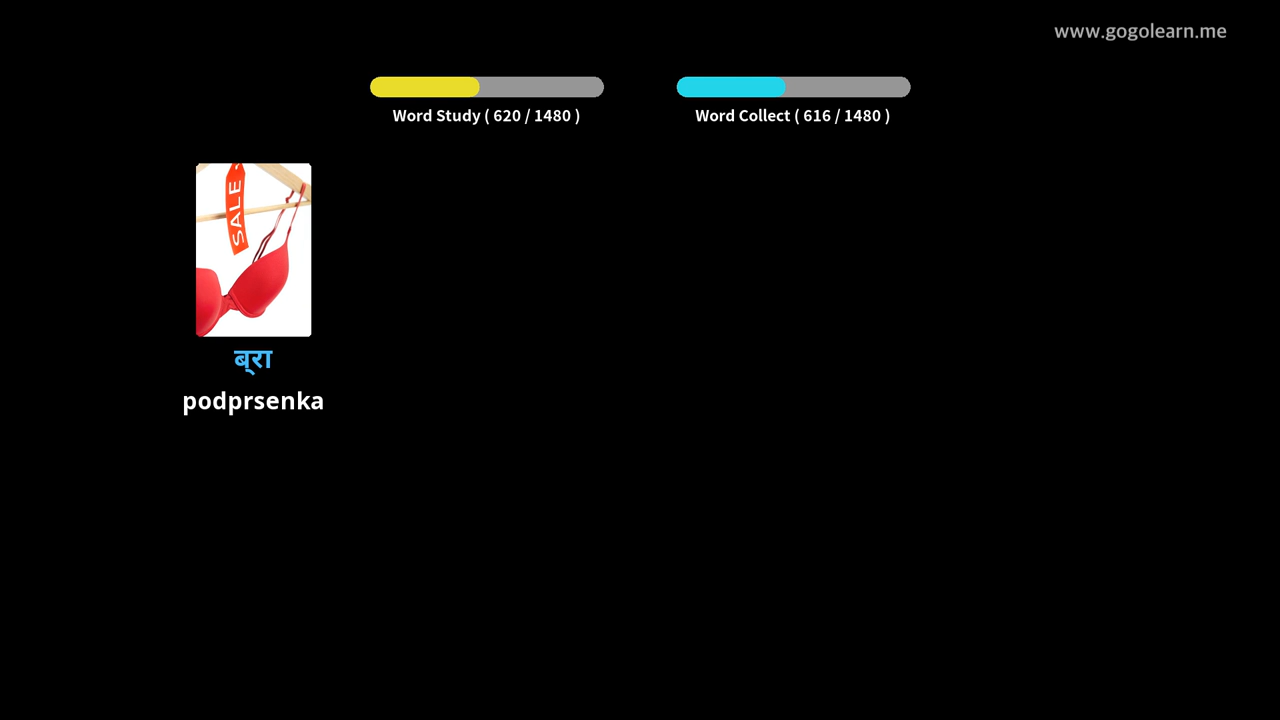 www.gogolearn.me
Word Study ( 620 / 1480 )
Word Collect ( 616 / 1480 )
SALE
ब्रा
podprsenka